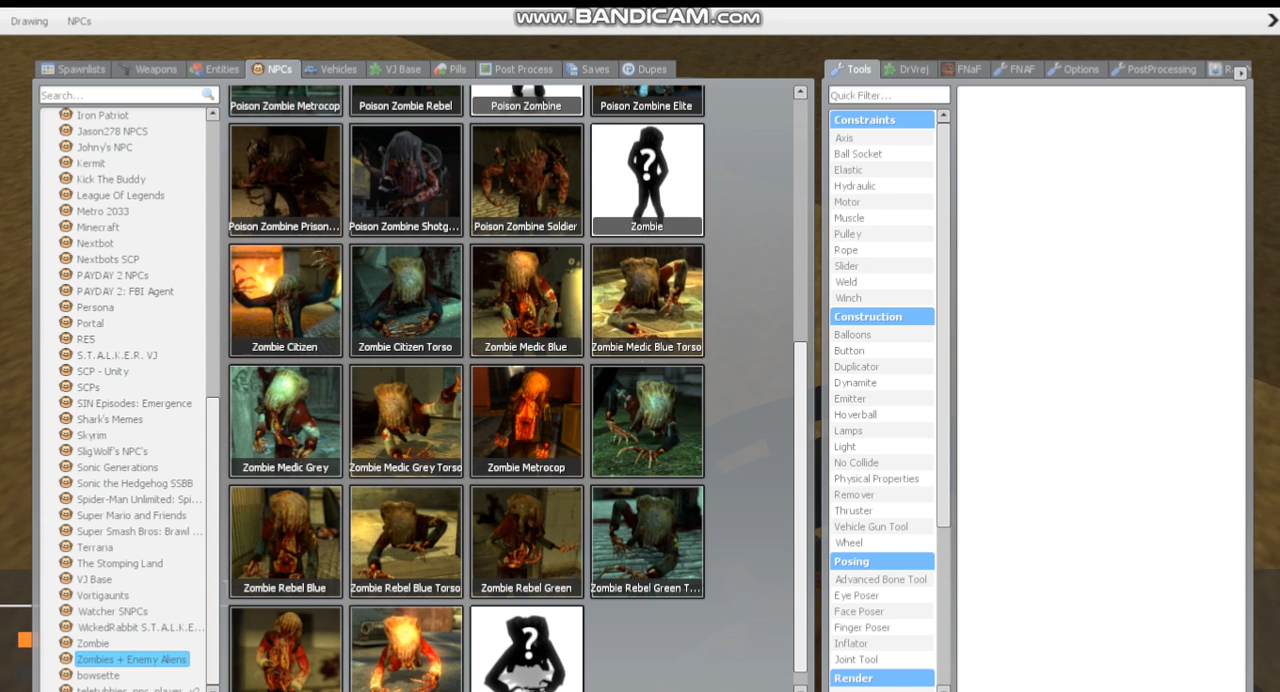 www.BANDICAM.com
Drawing NPCs
Spawnlists Weapons Entities NPCs Vehicles VJ Base Pills Post Process Saves Dupes
Tools DrVrej FNaF FNAF Options PostProcessing
Search...
Iron Patriot
Jason278 NPCS
Johny's NPC
Kermit
Kick The Buddy
League Of Legends
Metro 2033
Minecraft
Nextbot
Nextbots SCP
PAYDAY 2 NPCs
PAYDAY 2: FBI Agent
Persona
Portal
RE5
S.T.A.L.K.E.R. VJ
SCP - Unity
SCPs
SIN Episodes: Emergence
Shark's Memes
Skyrim
SligWolf's NPC's
Sonic Generations
Sonic the Hedgehog SSBB
Spider-Man Unlimited: Spi...
Super Mario and Friends
Super Smash Bros: Brawl ...
Terraria
The Stomping Land
VJ Base
Vortigaunts
Watcher SNPCs
WickedRabbit S.T.A.L.K.E...
Zombie
Zombies + Enemy Aliens
bowsette
teletubbies_npc_player_v2
Poison Zombie Metrocop Poison Zombie Rebel Poison Zombine Poison Zombine Elite
Poison Zombine Prison... Poison Zombine Shotg... Poison Zombine Soldier Zombie
Zombie Citizen Zombie Citizen Torso Zombie Medic Blue Zombie Medic Blue Torso
Zombie Medic Grey Zombie Medic Grey Torso Zombie Metrocop
Zombie Rebel Blue Zombie Rebel Blue Torso Zombie Rebel Green Zombie Rebel Green T...
Quick Filter...
Constraints
Axis
Ball Socket
Elastic
Hydraulic
Motor
Muscle
Pulley
Rope
Slider
Weld
Winch
Construction
Balloons
Button
Duplicator
Dynamite
Emitter
Hoverball
Lamps
Light
No Collide
Physical Properties
Remover
Thruster
Vehicle Gun Tool
Wheel
Posing
Advanced Bone Tool
Eye Poser
Face Poser
Finger Poser
Inflator
Joint Tool
Render